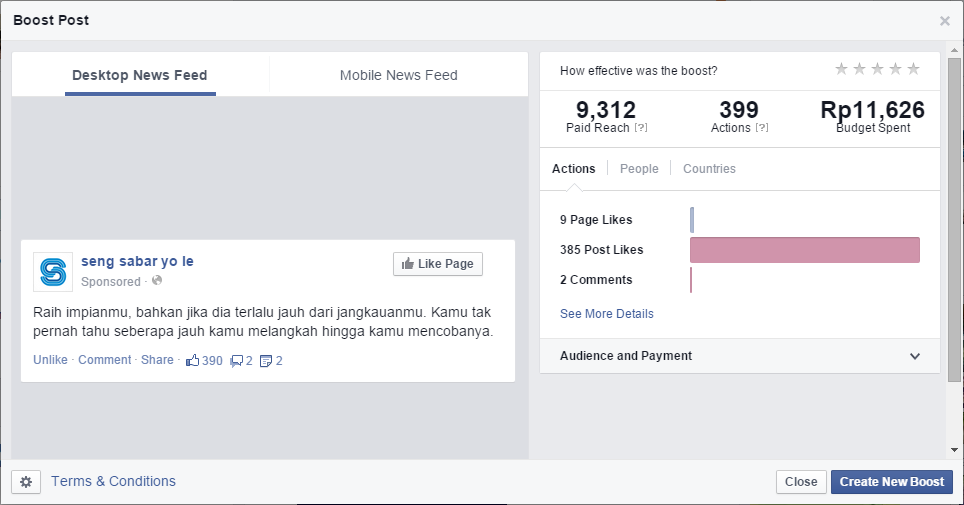 Boost Post
Desktop News Feed
Mobile News Feed
seng sabar yo le
Sponsored ·
Like Page
Raih impianmu, bahkan jika dia terlalu jauh dari jangkauanmu. Kamu tak
pernah tahu seberapa jauh kamu melangkah hingga kamu mencobanya.
Unlike · Comment · Share · 390 2 2
How effective was the boost?
9,312 399 Rp11,626
Paid Reach [?] Actions [?] Budget Spent
Actions People Countries
9 Page Likes
385 Post Likes
2 Comments
See More Details
Audience and Payment
Terms & Conditions
Close
Create New Boost